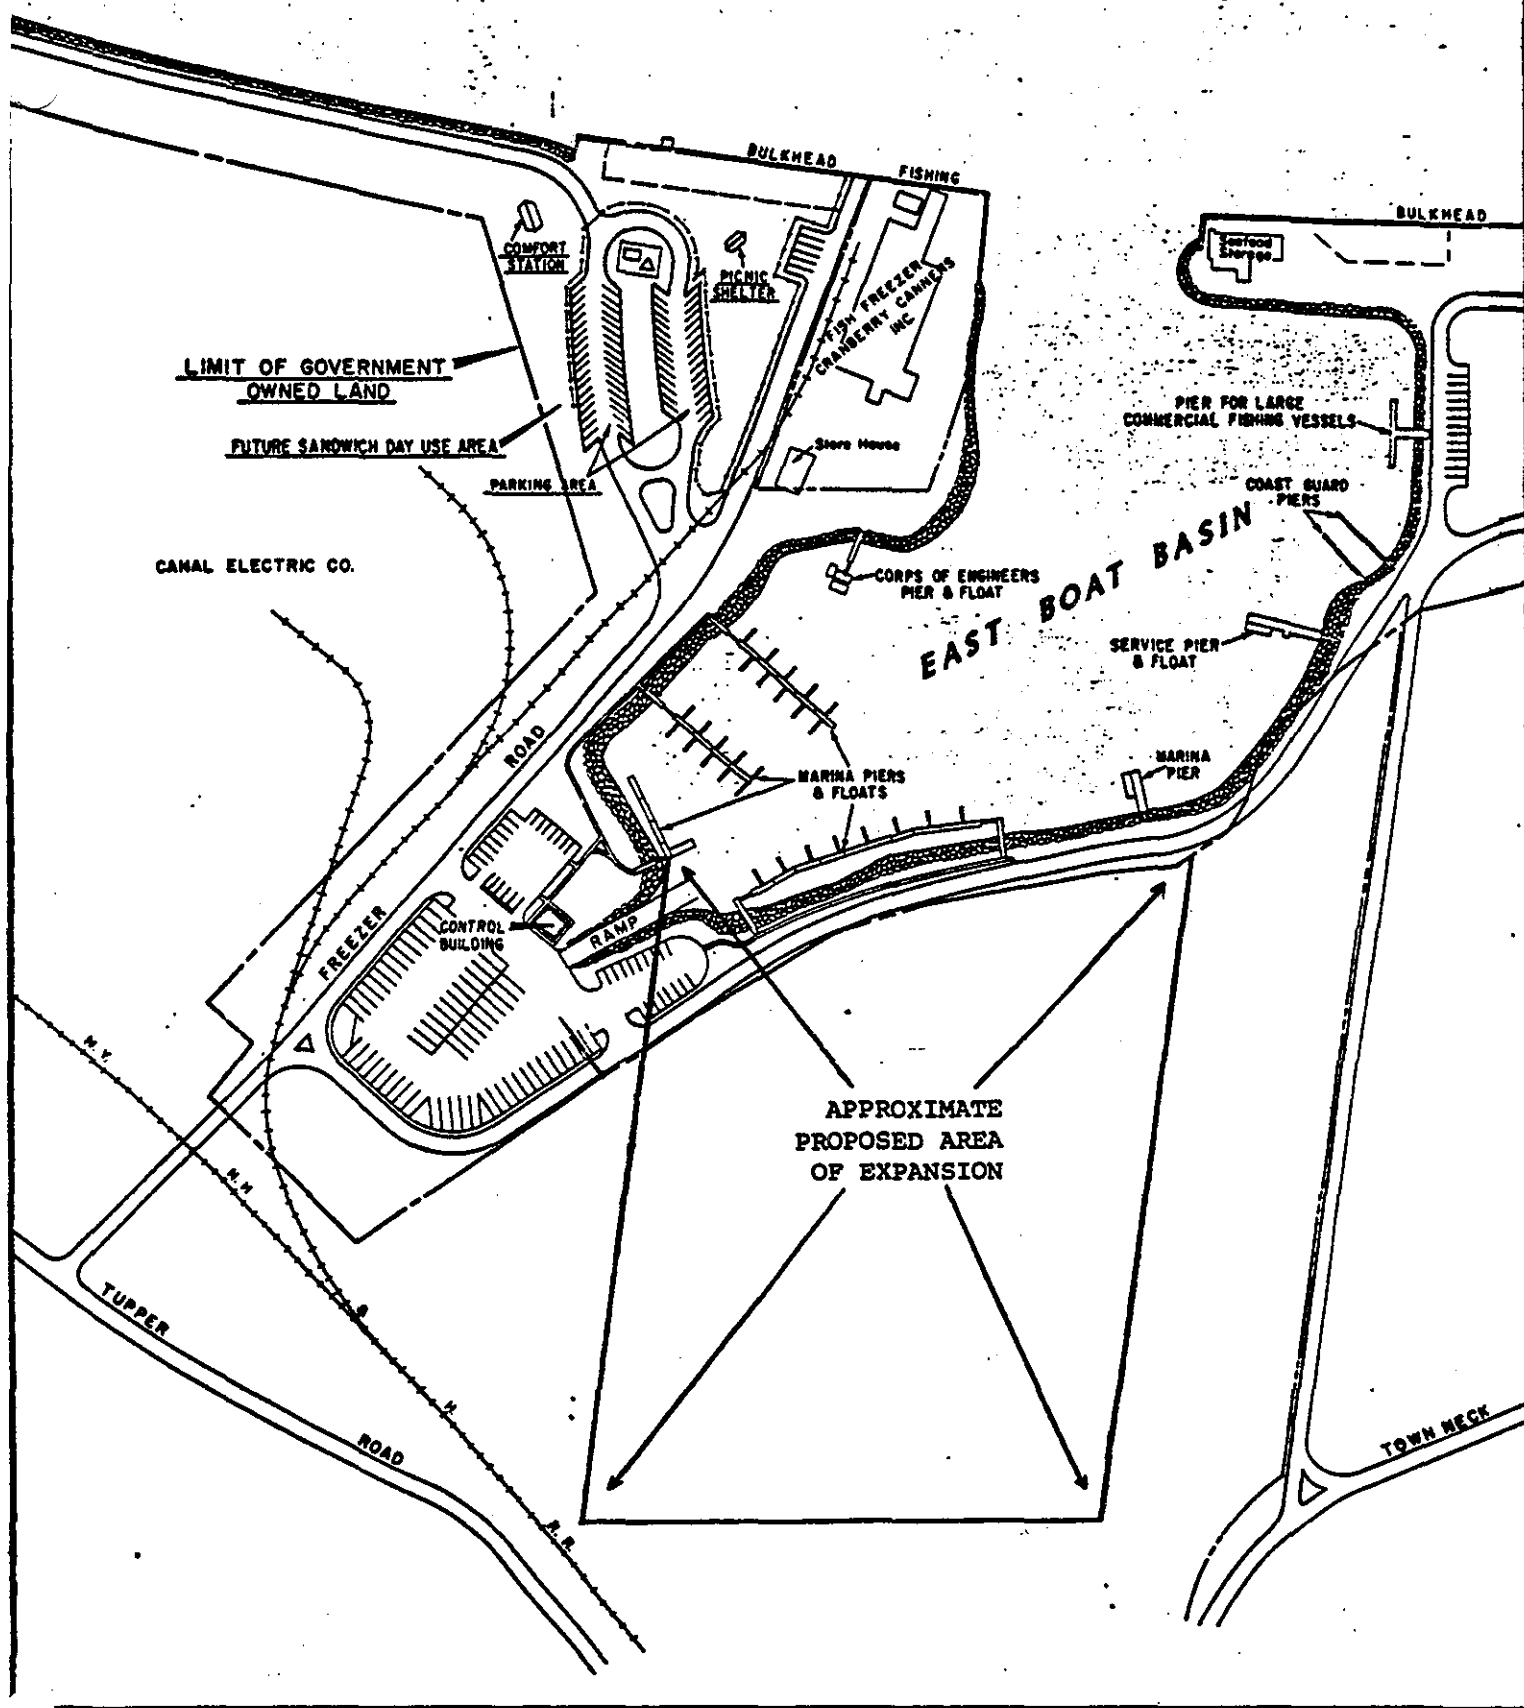 BULKHEAD
FISHING
BULKHEAD
COMFORT
STATION
PICNIC
SHELTER
Seafood
Storage
FISH FREEZER
CRANBERRY CANNERS
INC
LIMIT OF GOVERNMENT
OWNED LAND
FUTURE SANDWICH DAY USE AREA
PARKING AREA
Store House
PIER FOR LARGE
COMMERCIAL FISHING VESSELS
COAST GUARD
PIERS
CANAL ELECTRIC CO.
CORPS OF ENGINEERS
PIER & FLOAT
EAST BOAT BASIN
SERVICE PIER
& FLOAT
MARINA PIERS
& FLOATS
MARINA
PIER
FREEZER ROAD
CONTROL
BUILDING
RAMP
N.Y.
N.H
&
H.
R.R.
APPROXIMATE
PROPOSED AREA
OF EXPANSION
TUPPER ROAD
TOWN NECK